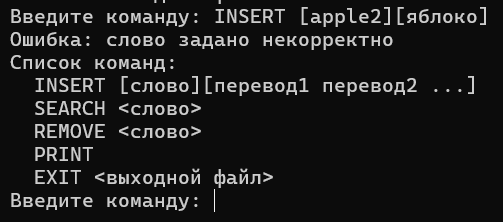 Введите команду: INSERT [apple2][яблоко]
Ошибка: слово задано некорректно
Список команд:
  INSERT [слово][перевод1 перевод2 ...]
  SEARCH <слово>
  REMOVE <слово>
  PRINT
  EXIT <выходной файл>
Введите команду: